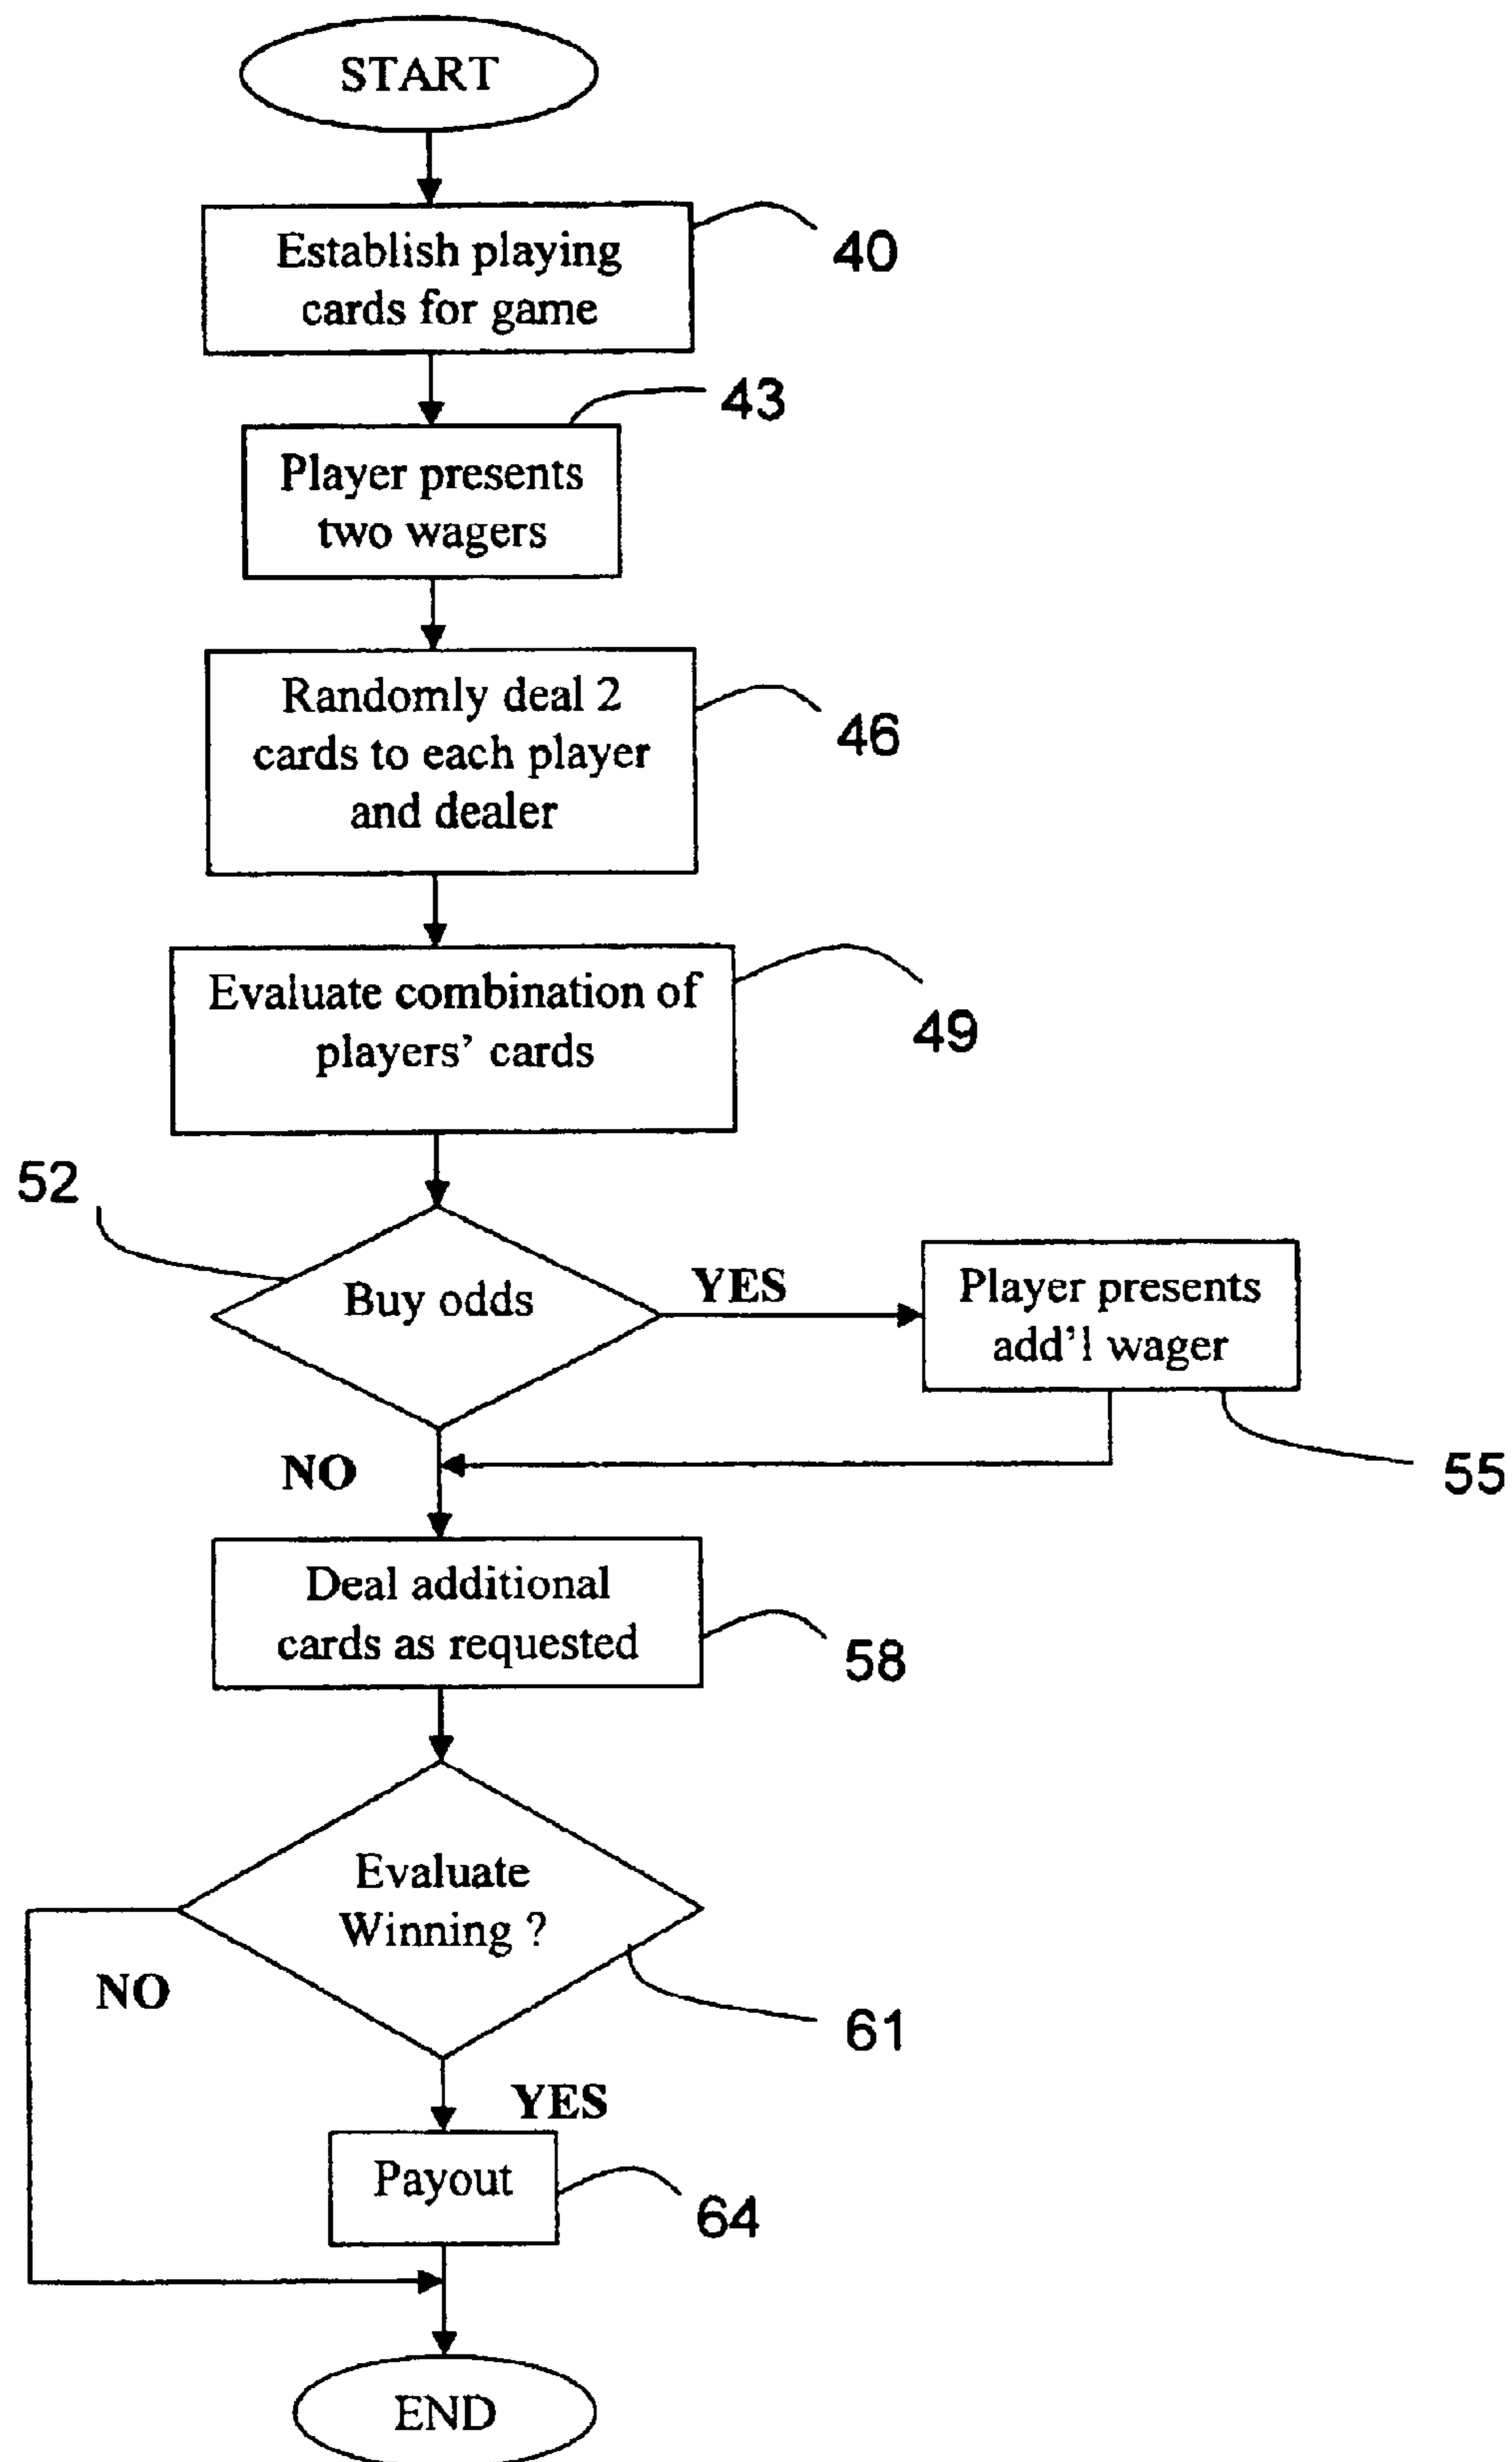 START
Establish playing
cards for game
40
43
Player presents
two wagers
Randomly deal 2
cards to each player
and dealer
46
Evaluate combination of
players' cards
49
52
Buy odds
YES
Player presents
add'l wager
NO
55
Deal additional
cards as requested
58
Evaluate
Winning ?
NO
61
YES
Payout
64
END